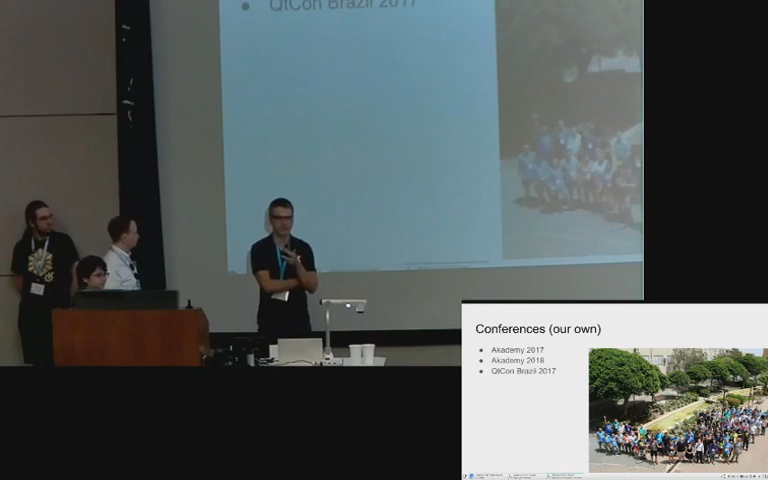 QtCon Brazil 2017
Conferences (our own)
Akademy 2017
Akademy 2018
QtCon Brazil 2017